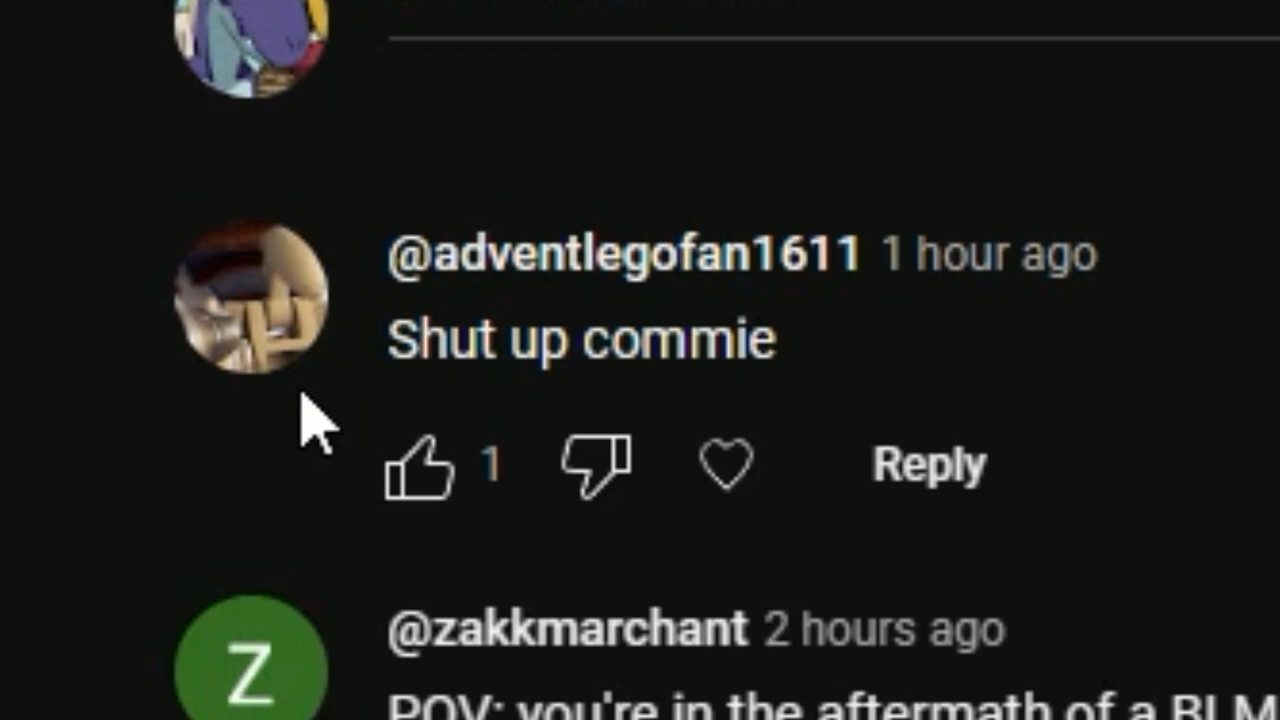 @adventlegofan1611 1 hour ago
Shut up commie
1
Reply
Z
@zakkmarchant 2 hours ago
POV: you're in the aftermath of a BLM